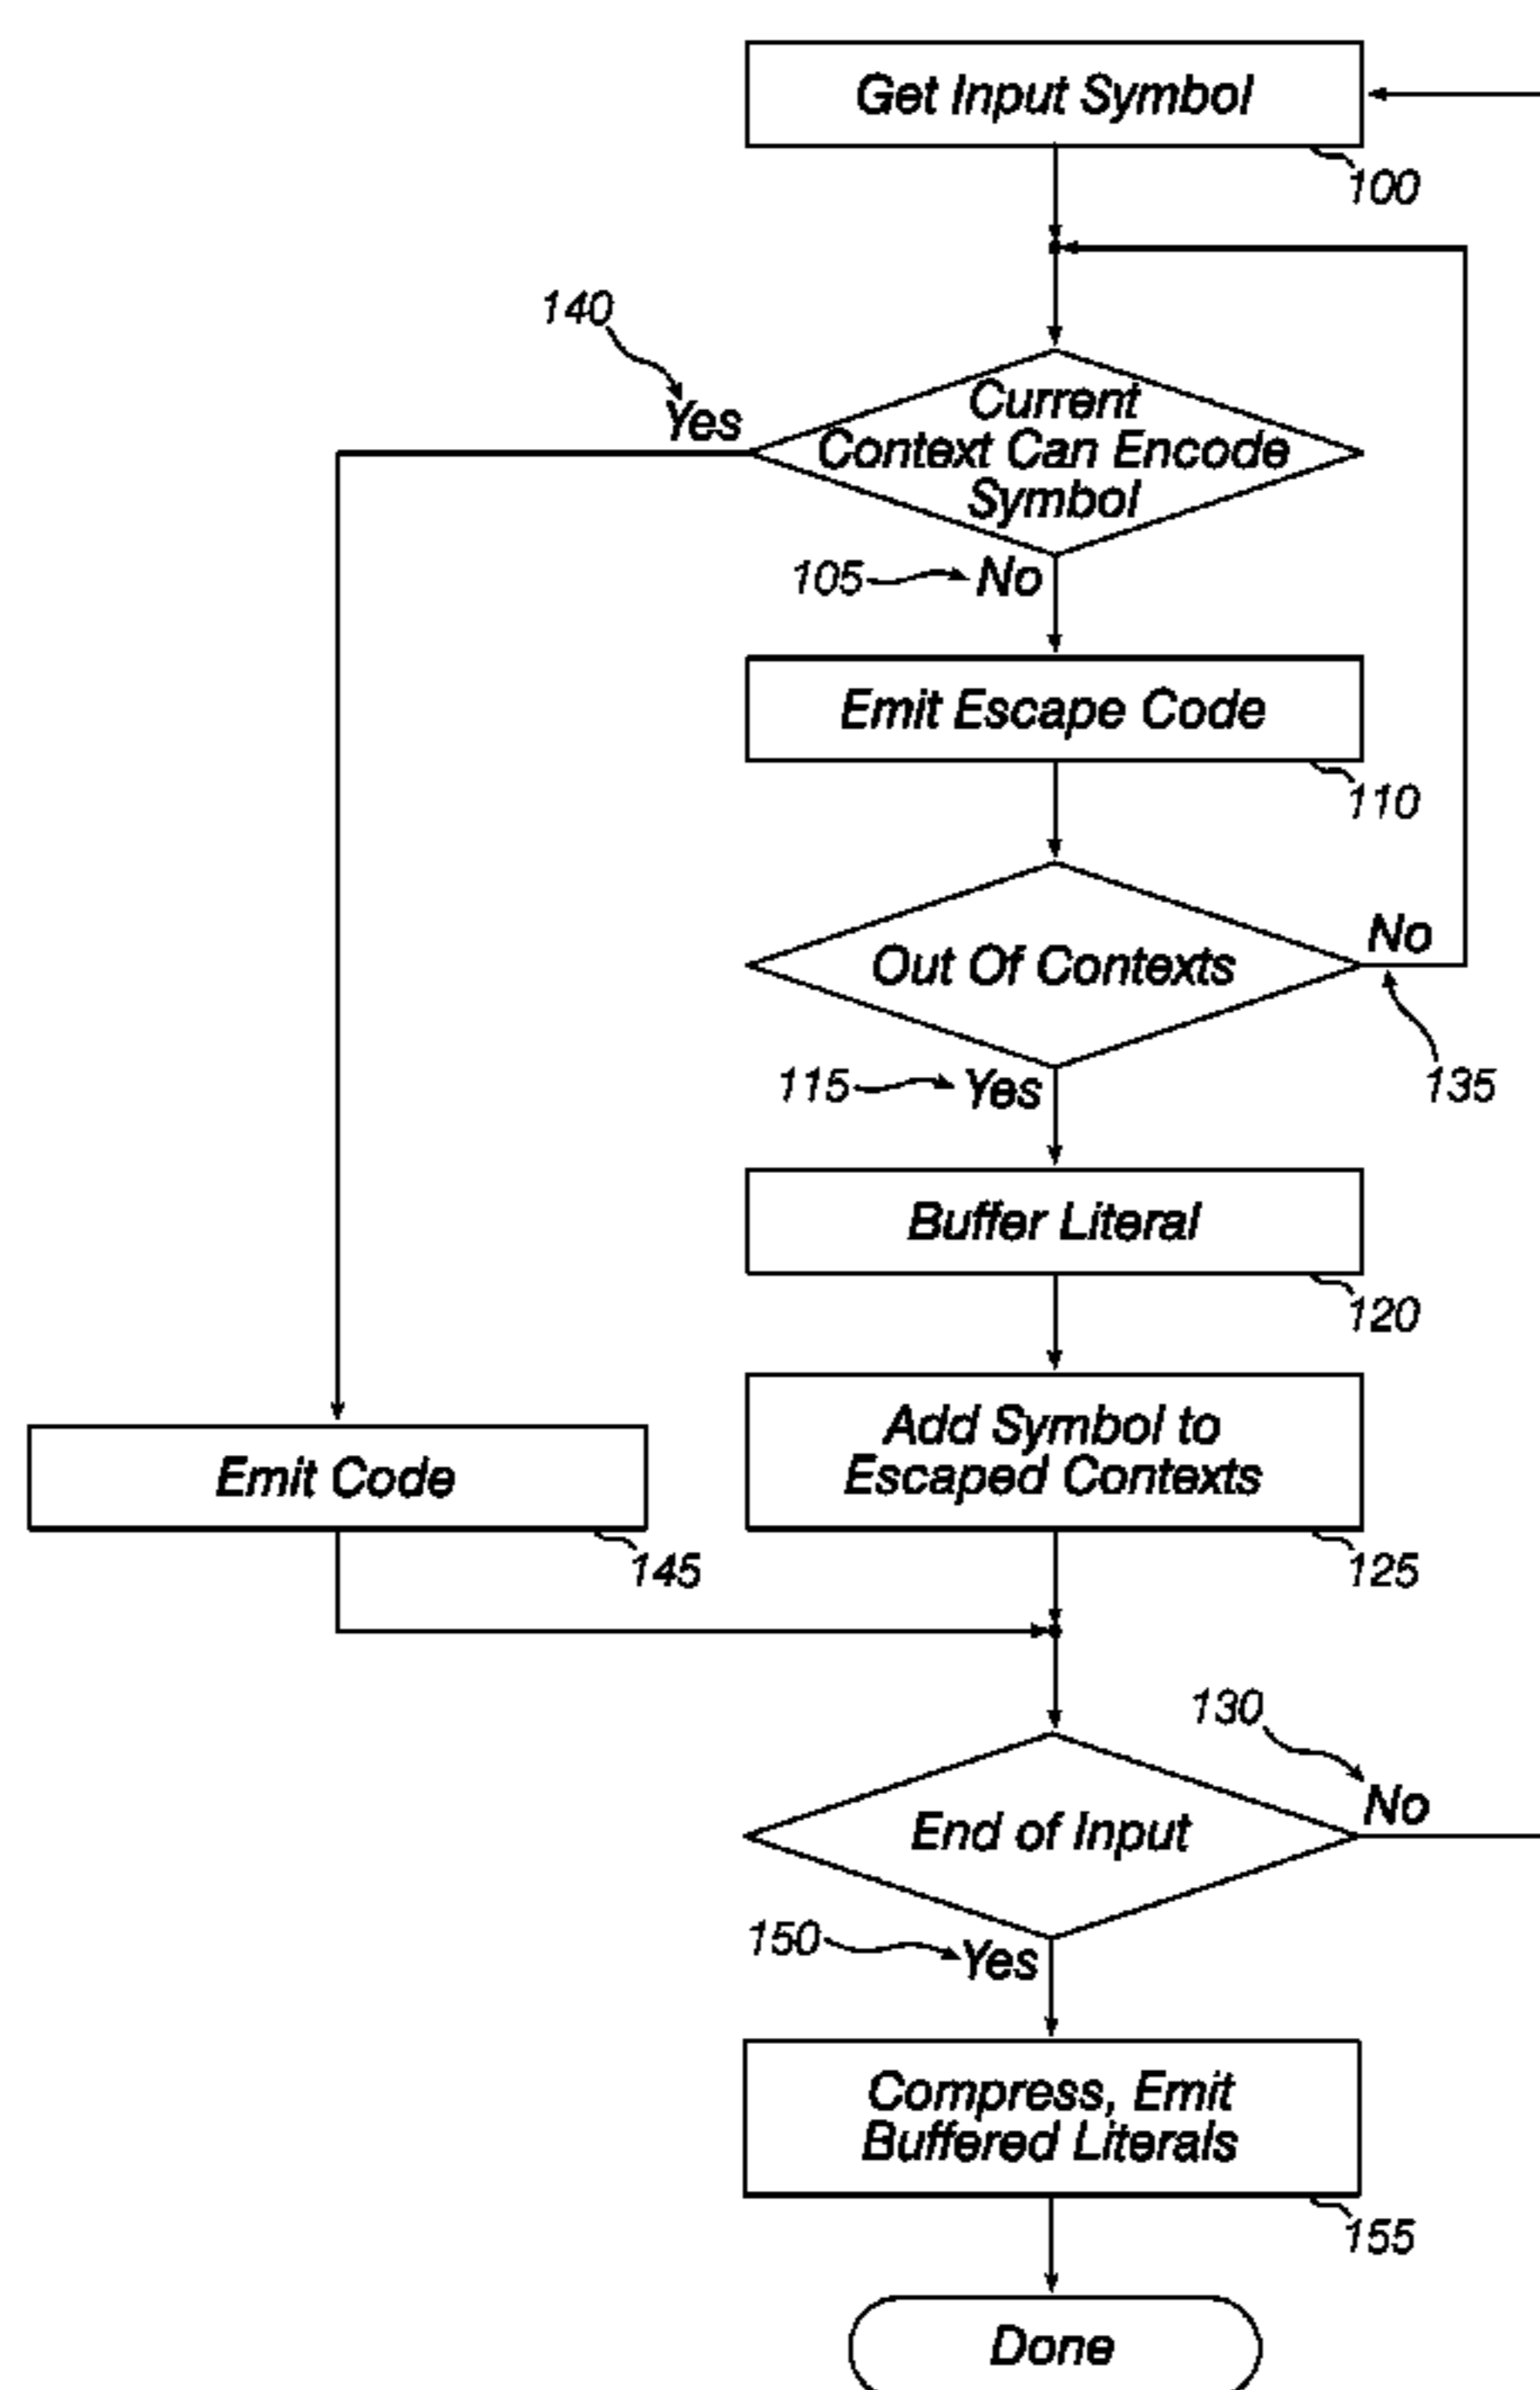 Get Input Symbol
100
140
Yes
Current
Context Can Encode
Symbol
105
No
Emit Escape Code
110
Out Of Contexts
No
115
Yes
135
Buffer Literal
120
Add Symbol to
Escaped Contexts
Emit Code
145
125
130
No
End of Input
150
Yes
Compress, Emit
Buffered Literals
155
Done